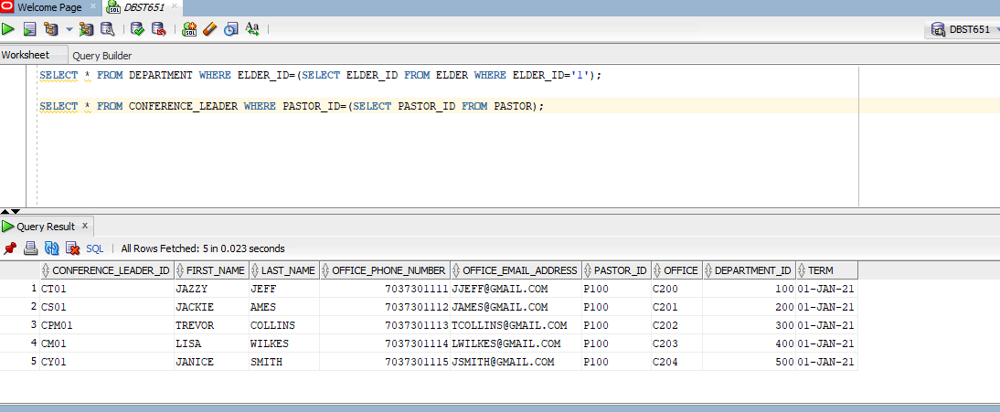 Welcome Page × DBST651 ×
SQL Aa DBST651
Worksheet Query Builder
SELECT * FROM DEPARTMENT WHERE ELDER_ID=(SELECT ELDER_ID FROM ELDER WHERE ELDER_ID='1');
SELECT * FROM CONFERENCE_LEADER WHERE PASTOR_ID=(SELECT PASTOR_ID FROM PASTOR);
Query Result x
SQL | All Rows Fetched: 5 in 0.023 seconds
CONFERENCE_LEADER_ID FIRST_NAME LAST_NAME OFFICE_PHONE_NUMBER OFFICE_EMAIL_ADDRESS PASTOR_ID OFFICE DEPARTMENT_ID TERM
1 CT01 JAZZY JEFF 7037301111 JJEFF@GMAIL.COM P100 C200 100 01-JAN-21
2 CS01 JACKIE AMES 7037301112 JAMES@GMAIL.COM P100 C201 200 01-JAN-21
3 CPM01 TREVOR COLLINS 7037301113 TCOLLINS@GMAIL.COM P100 C202 300 01-JAN-21
4 CM01 LISA WILKES 7037301114 LWILKES@GMAIL.COM P100 C203 400 01-JAN-21
5 CY01 JANICE SMITH 7037301115 JSMITH@GMAIL.COM P100 C204 500 01-JAN-21